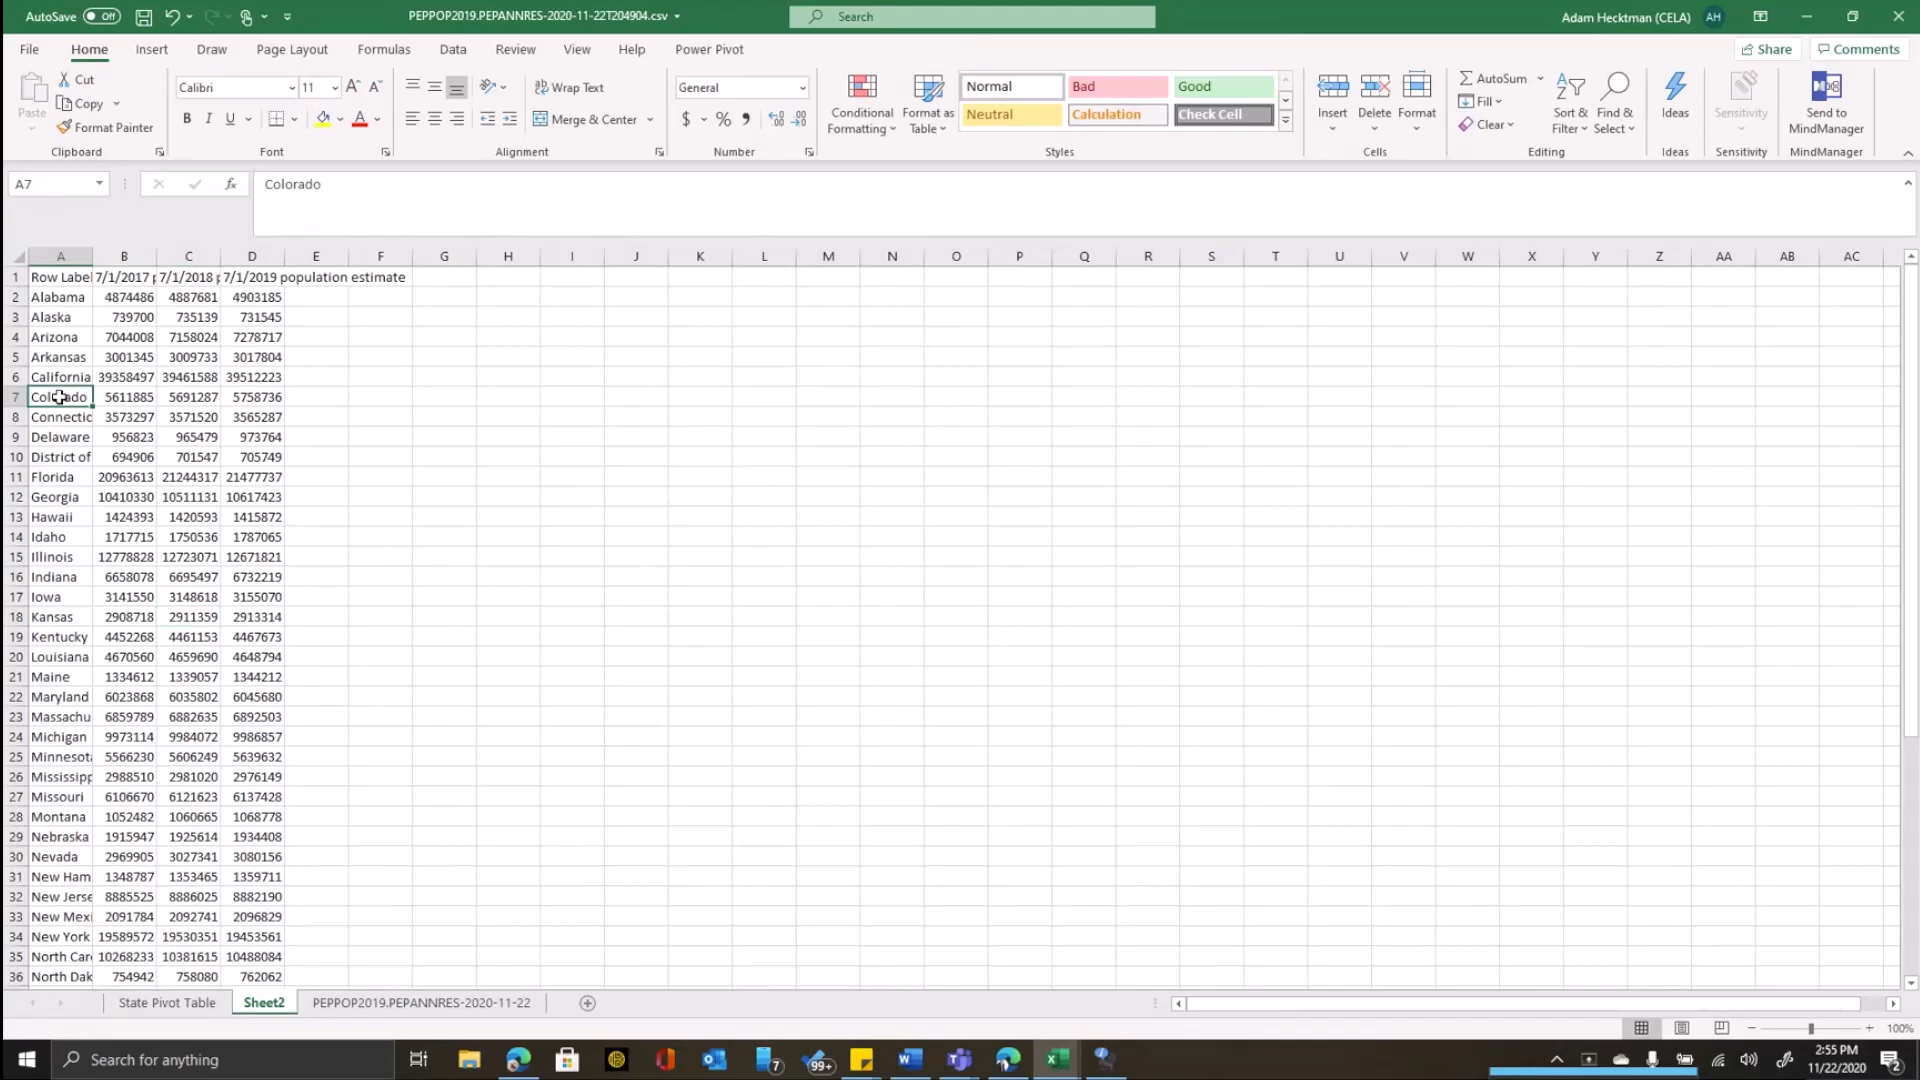 AutoSave Off PEPPOP2019.PEPANNRES-2020-11-22T204904.csv Search Adam Hecktman (CELA) AH
File Home Insert Draw Page Layout Formulas Data Review View Help Power Pivot Share Comments
Paste
Cut
Copy
Format Painter
Clipboard
Calibri 11
B I U
Font
Wrap Text
Merge & Center
Alignment
General
$ % 9
Number
Conditional Formatting
Format as Table
Normal Bad Good
Neutral Calculation Check Cell
Styles
Insert Delete Format
Cells
AutoSum
Fill
Clear
Sort & Filter
Find & Select
Editing
Ideas
Ideas
Sensitivity
Sensitivity
Send to MindManager
MindManager
A7 fx Colorado
A B C D E F G H I J K L M N O P Q R S T U V W X Y Z AA AB AC
1 Row Label 7/1/2017 p 7/1/2018 p 7/1/2019 population estimate
2 Alabama 4874486 4887681 4903185
3 Alaska 739700 735139 731545
4 Arizona 7044008 7158024 7278717
5 Arkansas 3001345 3009733 3017804
6 California 39358497 39461588 39512223
7 Colorado 5611885 5691287 5758736
8 Connectic 3573297 3571520 3565287
9 Delaware 956823 965479 973764
10 District of 694906 701547 705749
11 Florida 20963613 21244317 21477737
12 Georgia 10410330 10511131 10617423
13 Hawaii 1424393 1420593 1415872
14 Idaho 1717715 1750536 1787065
15 Illinois 12778828 12723071 12671821
16 Indiana 6658078 6695497 6732219
17 Iowa 3141550 3148618 3155070
18 Kansas 2908718 2911359 2913314
19 Kentucky 4452268 4461153 4467673
20 Louisiana 4670560 4659690 4648794
21 Maine 1334612 1339057 1344212
22 Maryland 6023868 6035802 6045680
23 Massachu 6859789 6882635 6892503
24 Michigan 9973114 9984072 9986857
25 Minnesota 5566230 5606249 5639632
26 Mississipp 2988510 2981020 2976149
27 Missouri 6106670 6121623 6137428
28 Montana 1052482 1060665 1068778
29 Nebraska 1915947 1925614 1934408
30 Nevada 2969905 3027341 3080156
31 New Ham 1348787 1353465 1359711
32 New Jerse 8885525 8886025 8882190
33 New Mexi 2091784 2092741 2096829
34 New York 19589572 19530351 19453561
35 North Car 10268233 10381615 10488084
36 North Dak 754942 758080 762062
State Pivot Table Sheet2 PEPPOP2019.PEPANNRES-2020-11-22
100%
Search for anything 7 99+ 2:55 PM
11/22/2020 2